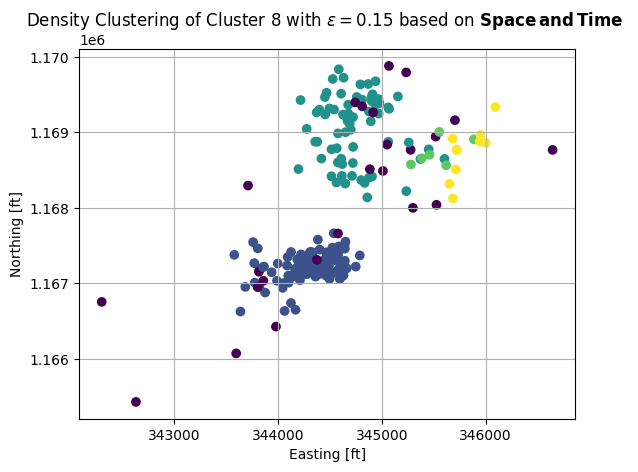 Density Clustering of Cluster 8 with ε = 0.15 based on Space and Time
1e6
1.170
1.169
1.168
1.167
1.166
Northing [ft]
343000 344000 345000 346000
Easting [ft]